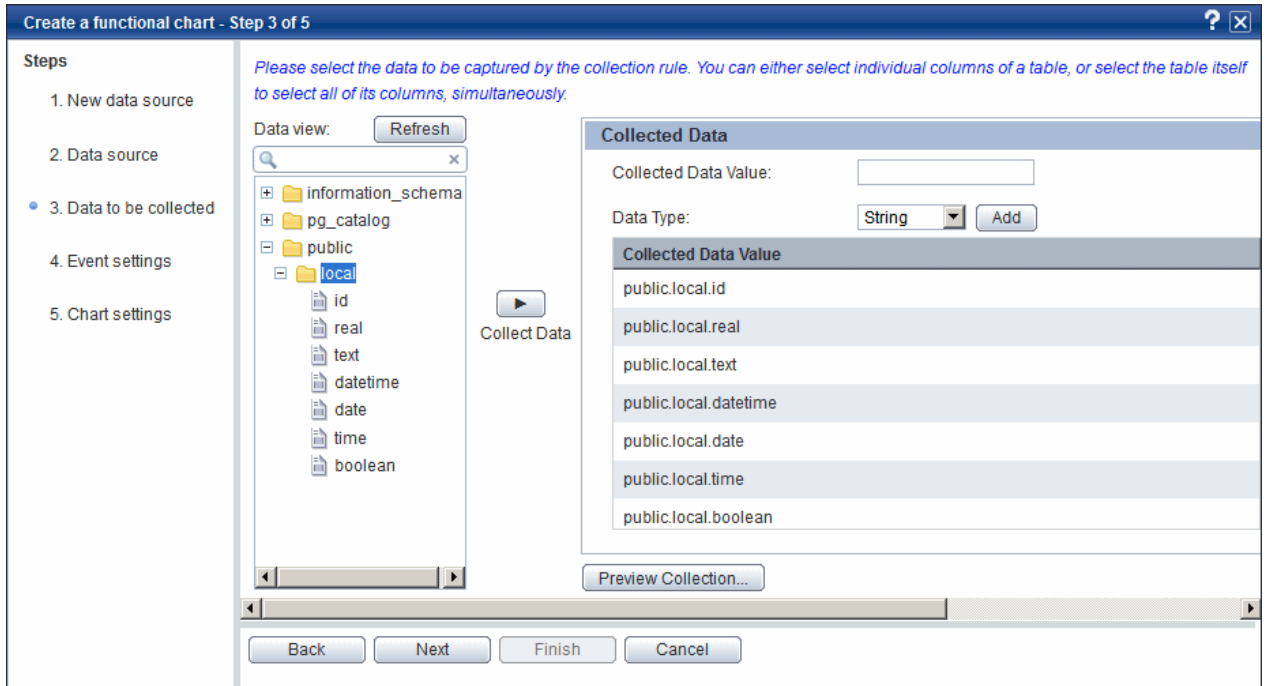 Create a functional chart - Step 3 of 5
?
Steps
1. New data source
2. Data source
3. Data to be collected
4. Event settings
5. Chart settings
Please select the data to be captured by the collection rule. You can either select individual columns of a table, or select the table itself
to select all of its columns, simultaneously.
Data view:
Refresh
information_schema
pg_catalog
public
local
id
real
text
datetime
date
time
boolean
Collect Data
Collected Data
Collected Data Value:
Data Type:
String
Add
Collected Data Value
public.local.id
public.local.real
public.local.text
public.local.datetime
public.local.date
public.local.time
public.local.boolean
Preview Collection...
Back
Next
Finish
Cancel